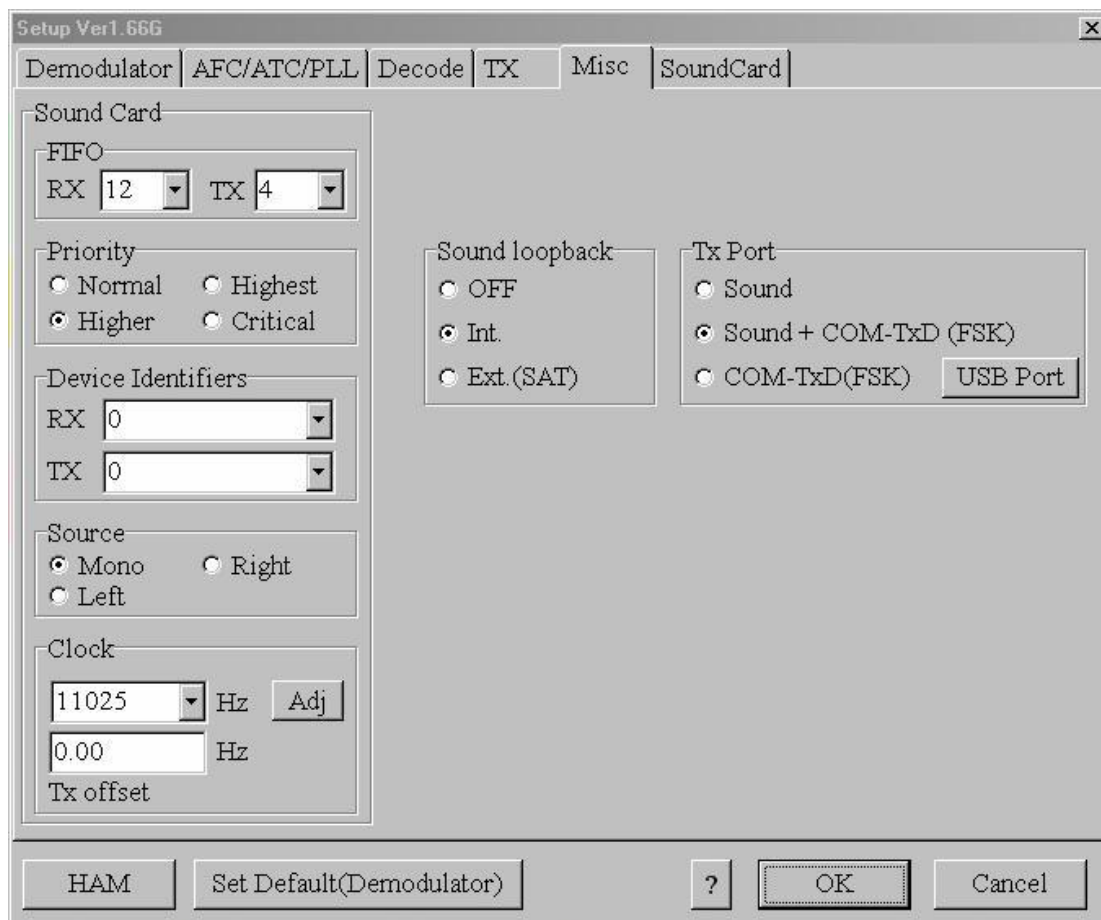 Setup Ver1.66G
Demodulator AFC/ATC/PLL Decode TX Misc SoundCard
Sound Card
FIFO
RX 12 TX 4
Priority
Normal Highest
Higher Critical
Device Identifiers
RX 0
TX 0
Source
Mono Right
Left
Clock
11025 Hz Adj
0.00 Hz
Tx offset
Sound loopback
OFF
Int.
Ext.(SAT)
Tx Port
Sound
Sound + COM-TxD (FSK)
COM-TxD(FSK) USB Port
HAM Set Default(Demodulator) ? OK Cancel